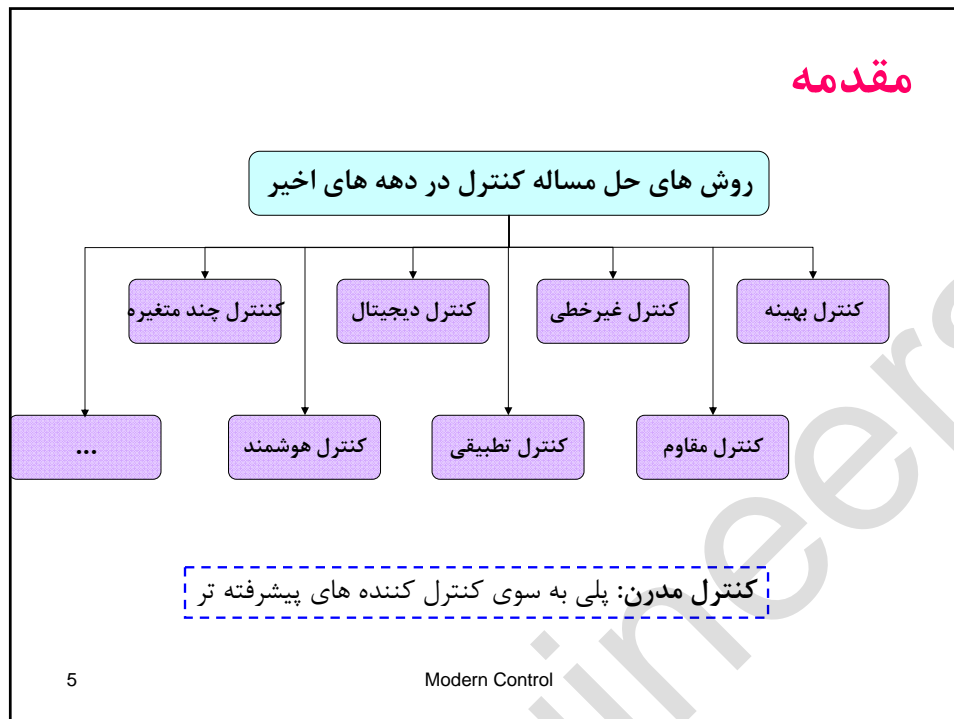 مقدمه
روش های حل مساله کنترل در دهه های اخیر
کنترل بهینه
کنترل غیرخطی
کنترل دیجیتال
کننترل چند متغیره
کنترل مقاوم
کنترل تطبیقی
کنترل هوشمند
...
کنترل مدرن: پلی به سوی کنترل کننده های پیشرفته تر
5
Modern Control